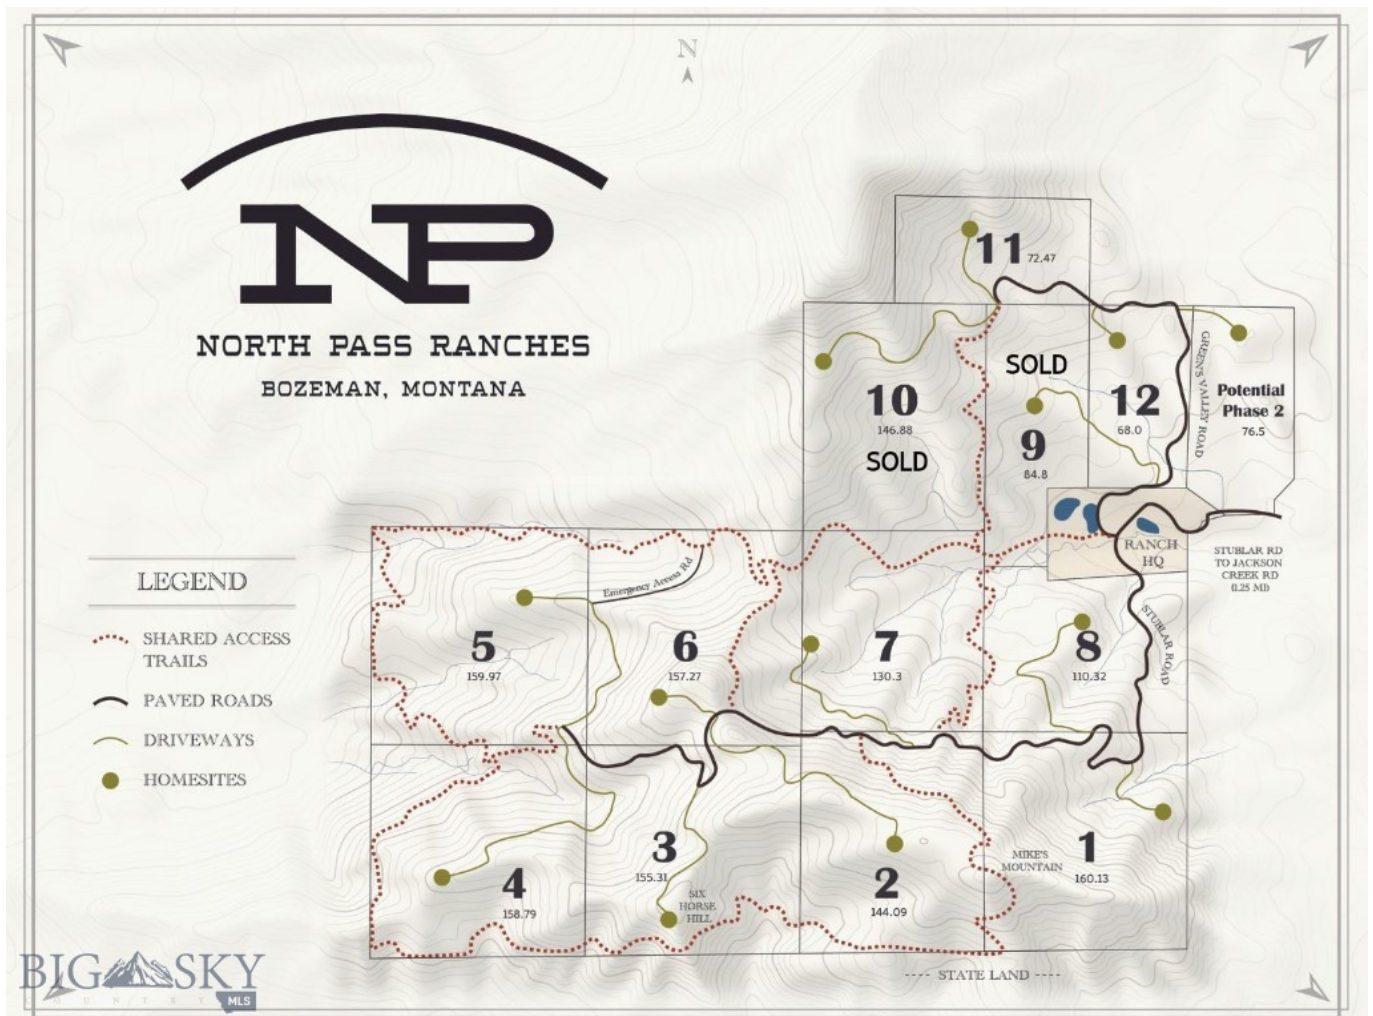 N
NP
NORTH PASS RANCHES
BOZEMAN, MONTANA
11 72.47
SOLD
10
146.88
SOLD
9
84.8
12
68.0
GREEN'S VALLEY ROAD
Potential
Phase 2
76.5
RANCH
HQ
STUBLAR RD
TO JACKSON
CREEK RD
(1.25 MI)
STUBLAR ROAD
LEGEND
SHARED ACCESS
TRAILS
PAVED ROADS
DRIVEWAYS
HOMESITES
Emergency Access Rd
5
159.97
6
157.27
7
130.3
8
110.32
4
158.79
3
155.31
SIX
HORSE
HILL
2
144.09
MIKE'S
MOUNTAIN
1
160.13
---- STATE LAND ----
BIG SKY
COUNTRY
MLS